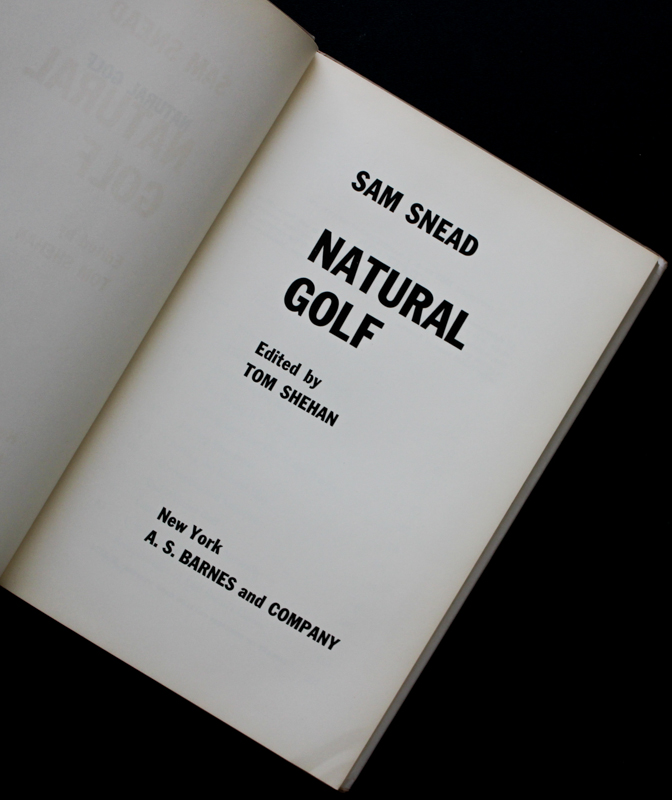 SAM SNEAD
NATURAL
GOLF
Edited by
TOM SHEHAN
New York
A. S. BARNES and COMPANY